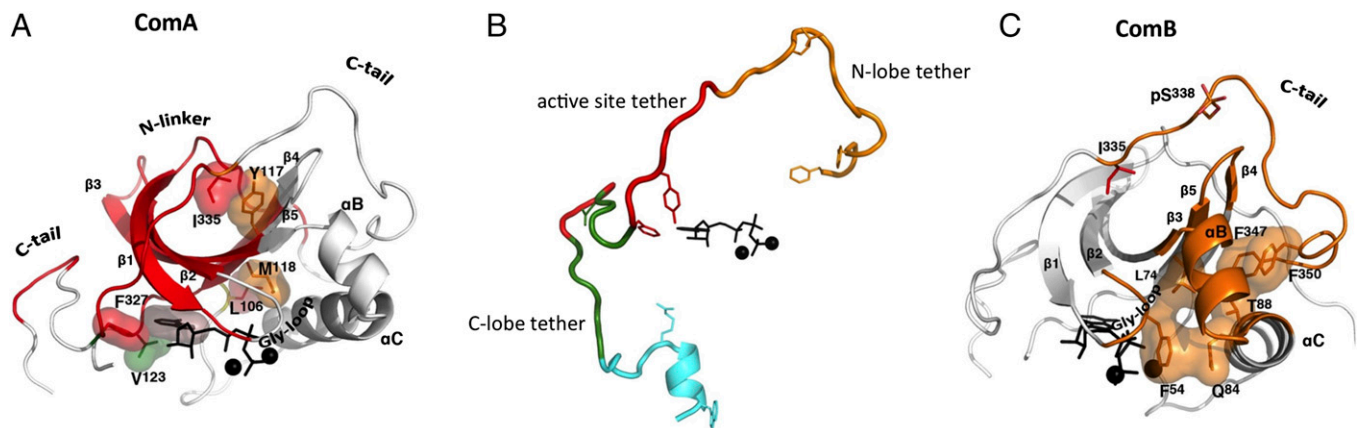 A
ComA
C-tail
N-linker
β3
β4
Y117
I335
β5
αB
C-tail
β1
β2
M118
F327
L106
Gly-loop
αC
V123
B
N-lobe tether
active site tether
C-lobe tether
C
ComB
pS338
C-tail
I335
β4
β5
β3
αB
F347
β2
β1
L74
F350
Gly-loop
T88
αC
F54
Q84